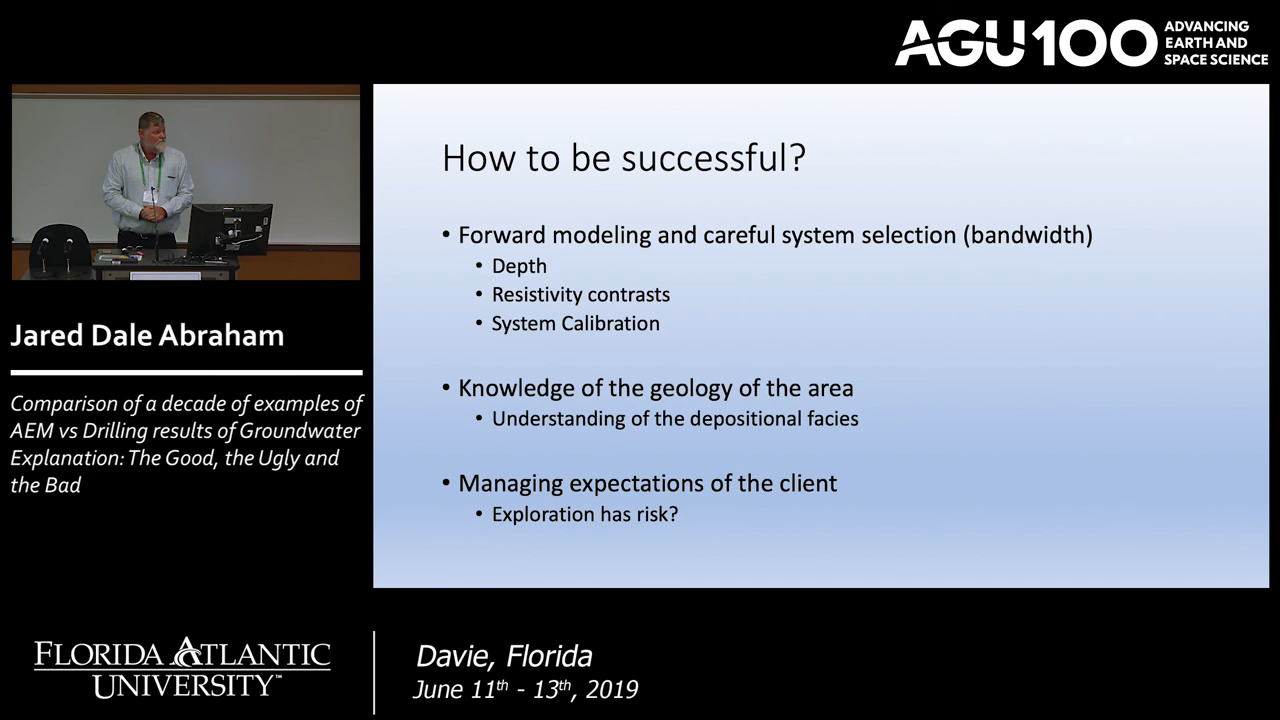 AGU100
ADVANCING
EARTH AND
SPACE SCIENCE
How to be successful?
• Forward modeling and careful system selection (bandwidth)
• Depth
• Resistivity contrasts
• System Calibration
• Knowledge of the geology of the area
• Understanding of the depositional facies
• Managing expectations of the client
• Exploration has risk?
Jared Dale Abraham
Comparison of a decade of examples of
AEM vs Drilling results of Groundwater
Explanation: The Good, the Ugly and
the Bad
FLORIDA ATLANTIC
UNIVERSITY™
Davie, Florida
June 11th - 13th, 2019